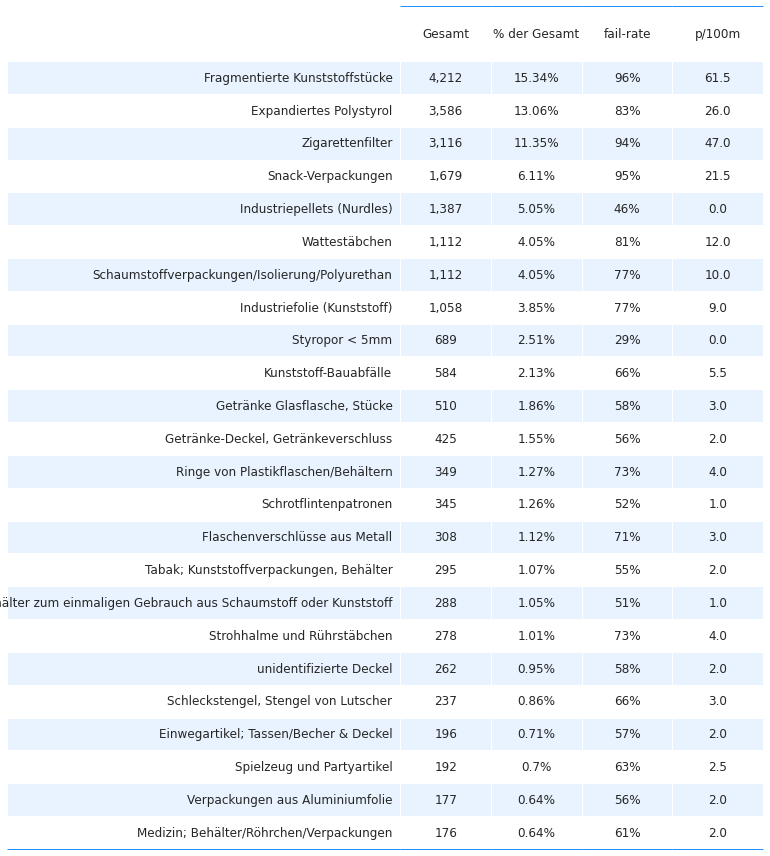 Gesamt % der Gesamt fail-rate p/100m
Fragmentierte Kunststoffstücke 4,212 15.34% 96% 61.5
Expandiertes Polystyrol 3,586 13.06% 83% 26.0
Zigarettenfilter 3,116 11.35% 94% 47.0
Snack-Verpackungen 1,679 6.11% 95% 21.5
Industriepellets (Nurdles) 1,387 5.05% 46% 0.0
Wattestäbchen 1,112 4.05% 81% 12.0
Schaumstoffverpackungen/Isolierung/Polyurethan 1,112 4.05% 77% 10.0
Industriefolie (Kunststoff) 1,058 3.85% 77% 9.0
Styropor < 5mm 689 2.51% 29% 0.0
Kunststoff-Bauabfälle 584 2.13% 66% 5.5
Getränke Glasflasche, Stücke 510 1.86% 58% 3.0
Getränke-Deckel, Getränkeverschluss 425 1.55% 56% 2.0
Ringe von Plastikflaschen/Behältern 349 1.27% 73% 4.0
Schrotflintenpatronen 345 1.26% 52% 1.0
Flaschenverschlüsse aus Metall 308 1.12% 71% 3.0
Tabak; Kunststoffverpackungen, Behälter 295 1.07% 55% 2.0
älter zum einmaligen Gebrauch aus Schaumstoff oder Kunststoff 288 1.05% 51% 1.0
Strohhalme und Rührstäbchen 278 1.01% 73% 4.0
unidentifizierte Deckel 262 0.95% 58% 2.0
Schleckstengel, Stengel von Lutscher 237 0.86% 66% 3.0
Einwegartikel; Tassen/Becher & Deckel 196 0.71% 57% 2.0
Spielzeug und Partyartikel 192 0.7% 63% 2.5
Verpackungen aus Aluminiumfolie 177 0.64% 56% 2.0
Medizin; Behälter/Röhrchen/Verpackungen 176 0.64% 61% 2.0